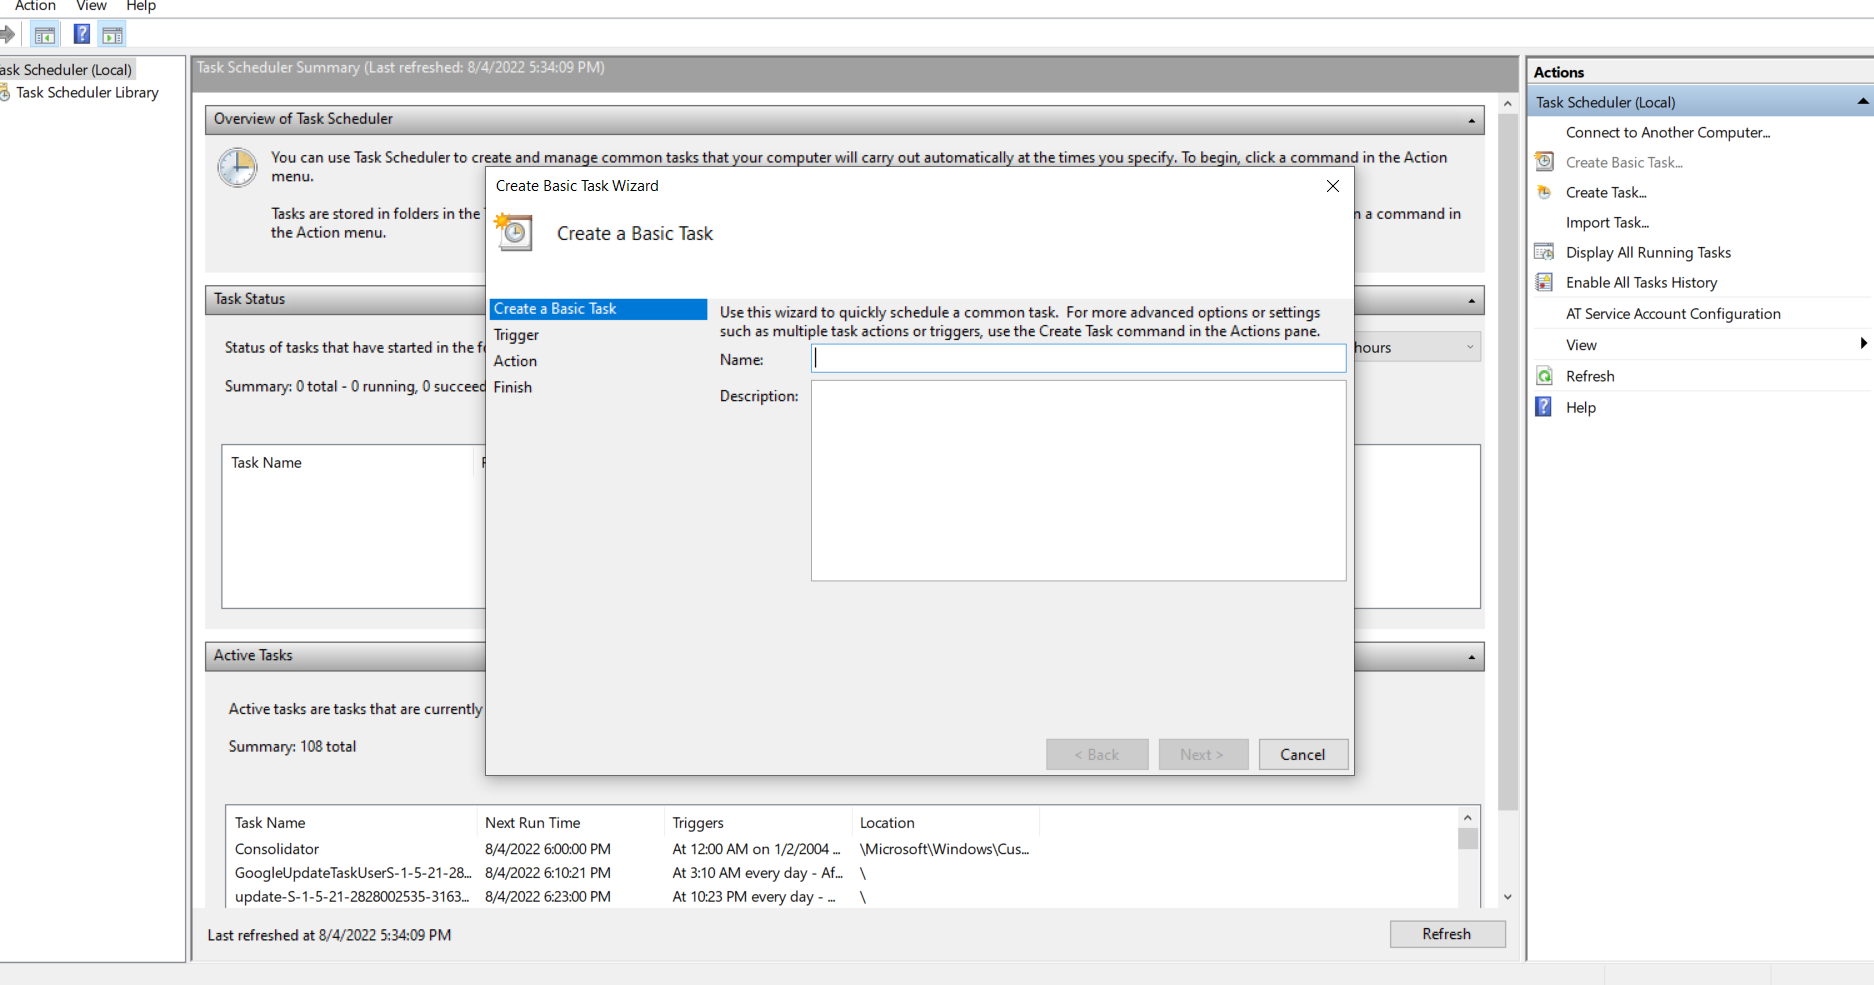 Action View Help
ask Scheduler (Local)
Task Scheduler Library
Task Scheduler Summary (Last refreshed: 8/4/2022 5:34:09 PM)
Overview of Task Scheduler
You can use Task Scheduler to create and manage common tasks that your computer will carry out automatically at the times you specify. To begin, click a command in the Action
menu.
Tasks are stored in folders in the
n a command in
the Action menu.
Task Status
Status of tasks that have started in the fo
hours
Summary: 0 total - 0 running, 0 succeed
Task Name
Create Basic Task Wizard
Create a Basic Task
Create a Basic Task
Trigger
Action
Finish
Use this wizard to quickly schedule a common task. For more advanced options or settings
such as multiple task actions or triggers, use the Create Task command in the Actions pane.
Name:
Description:
< Back Next > Cancel
Active Tasks
Active tasks are tasks that are currently
Summary: 108 total
Task Name Next Run Time Triggers Location
Consolidator 8/4/2022 6:00:00 PM At 12:00 AM on 1/2/2004 ... \Microsoft\Windows\Cus...
GoogleUpdateTaskUserS-1-5-21-28... 8/4/2022 6:10:21 PM At 3:10 AM every day - Af... \
update-S-1-5-21-2828002535-3163... 8/4/2022 6:23:00 PM At 10:23 PM every day - ... \
Last refreshed at 8/4/2022 5:34:09 PM
Refresh
Actions
Task Scheduler (Local)
Connect to Another Computer...
Create Basic Task...
Create Task...
Import Task...
Display All Running Tasks
Enable All Tasks History
AT Service Account Configuration
View
Refresh
Help